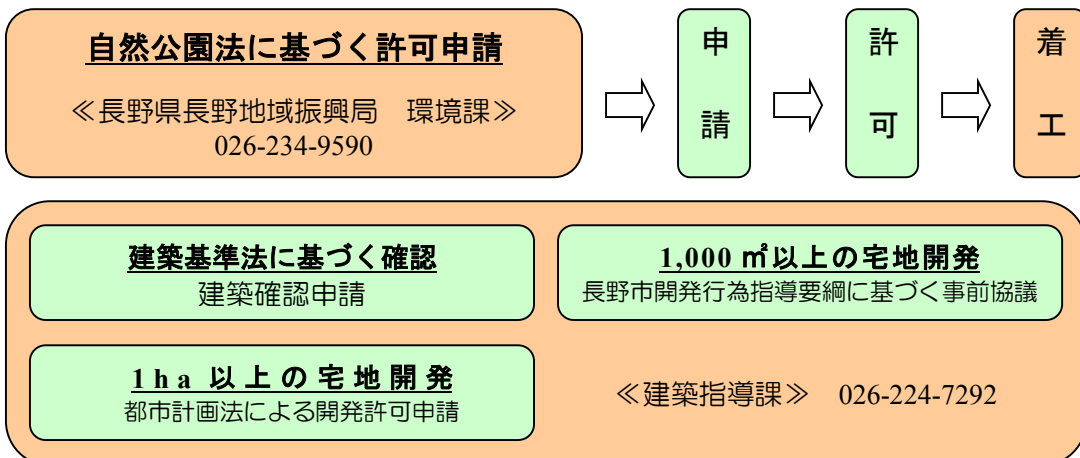 自然公園法に基づく許可申請
≪長野県長野地域振興局　環境課≫
026-234-9590
申請
許可
着工
建築基準法に基づく確認
建築確認申請
1,000 ㎡以上の宅地開発
長野市開発行為指導要綱に基づく事前協議
1ha 以上の宅地開発
都市計画法による開発許可申請
≪建築指導課≫　026-224-7292